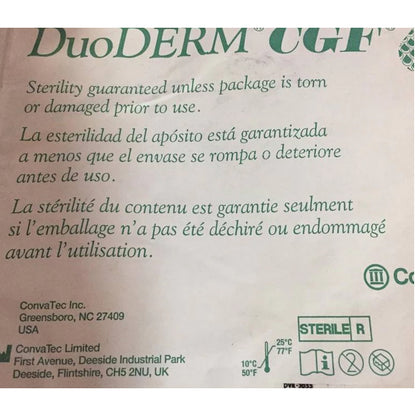 DuoDERM® CGF®
Sterility guaranteed unless package is torn
or damaged prior to use.
La esterilidad del apósito está garantizada
a menos que el envase se rompa o deteriore
antes de uso.
La stérilité du contenu est garantie seulment
si l'emballage n'a pas été déchiré ou endommagé
avant l'utilisation.
Co
ConvaTec Inc.
Greensboro, NC 27409
USA
ConvaTec Limited
First Avenue, Deeside Industrial Park
Deeside, Flintshire, CH5 2NU, UK
STERILE R
25°C
77°F
10°C
50°F
i
2